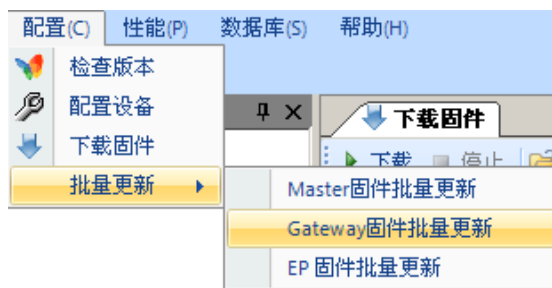 配置(C) 性能(P) 数据库(S) 帮助(H)
检查版本
配置设备
下载固件
下载固件
下载 停止
批量更新
Master固件批量更新
Gateway固件批量更新
EP 固件批量更新